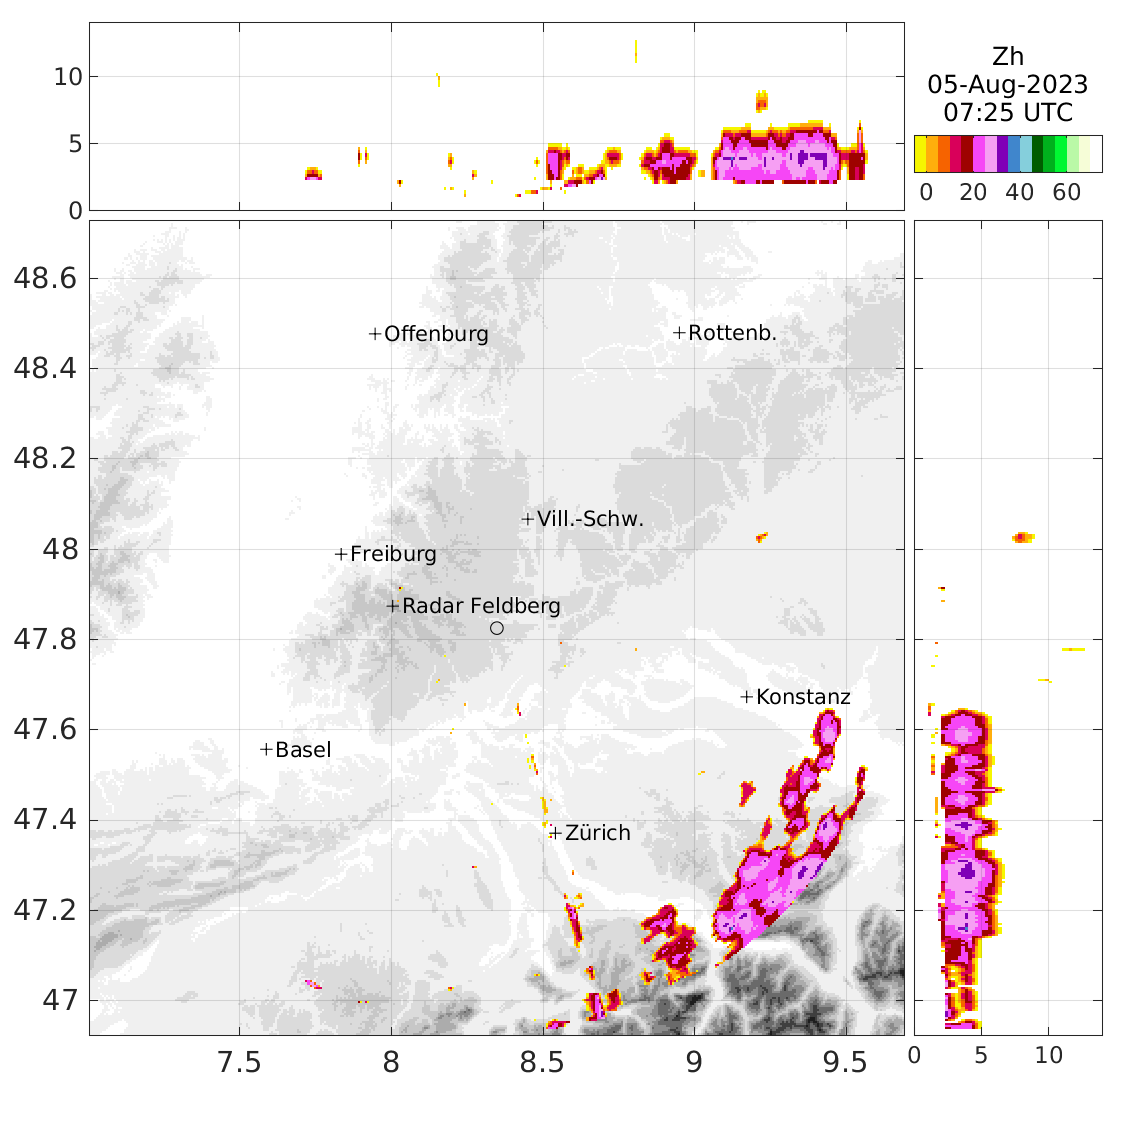 10
5
0
Zh
05-Aug-2023
07:25 UTC
0 20 40 60
48.6
48.4
48.2
48
47.8
47.6
47.4
47.2
47
Offenburg
Rottenb.
Vill.-Schw.
Freiburg
Radar Feldberg
Konstanz
Basel
Zürich
7.5 8 8.5 9 9.5
0 5 10